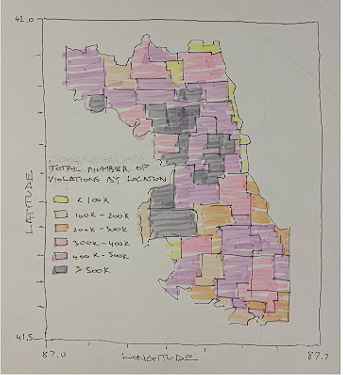 42.0
TOTAL NUMBER OF
VIOLATIONS BY LOCATION
< 100K
100K - 200K
200K - 300K
300K - 400K
400K - 500K
> 500K
LATITUDE
41.5
87.0
LONGITUDE
87.7